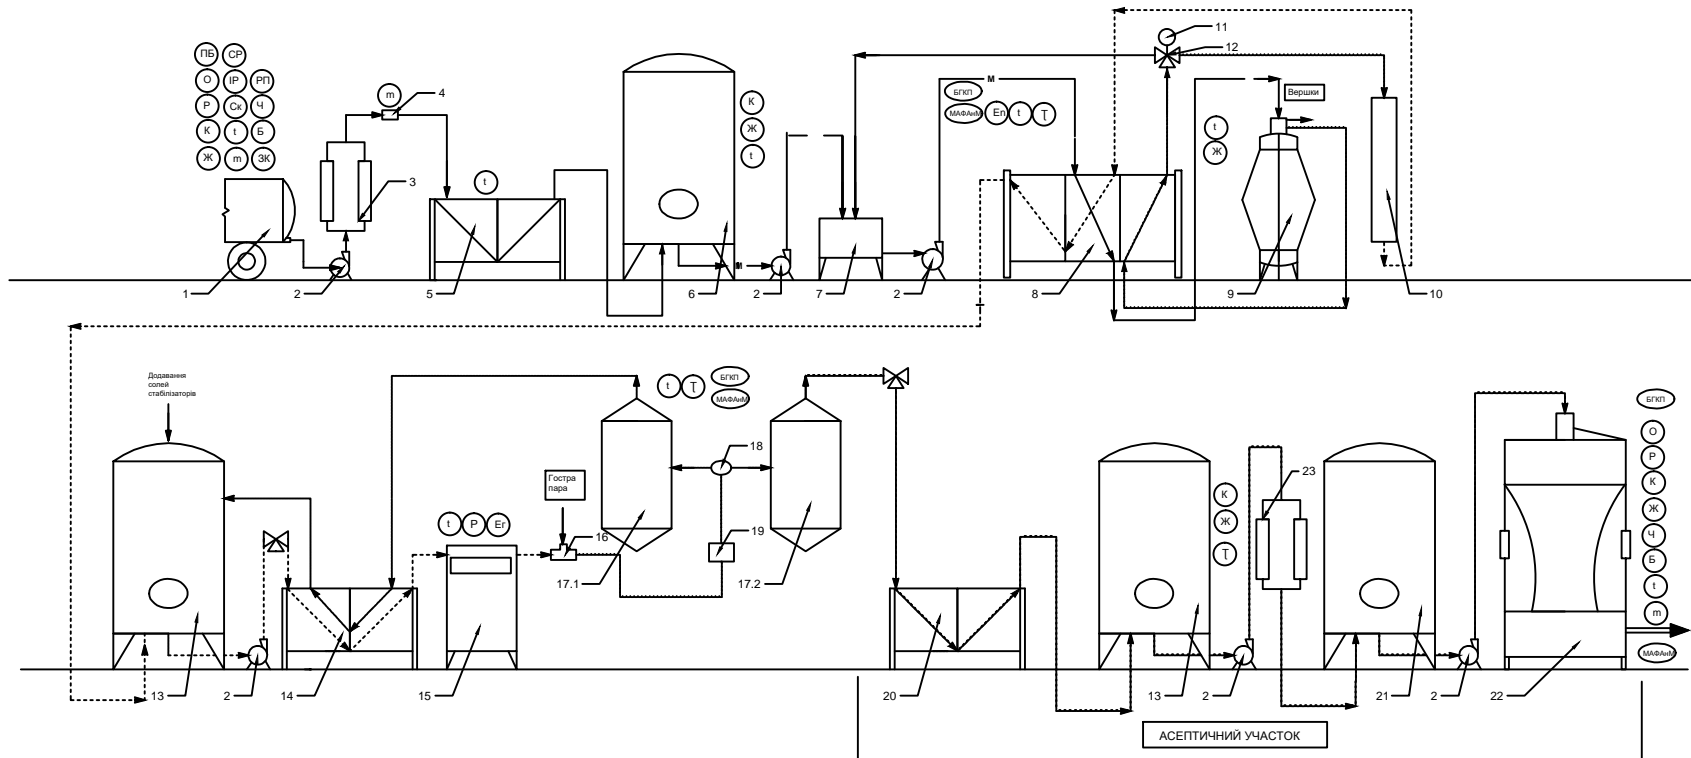 ПБ СР
О ІР РП
Р Ск Ч
К t Б
Ж m ЗК
m
4
3
t
К
Ж
t
М
БГКП
МАФАнМ Еп t Ʈ
11
12
Вершки
t
Ж
М
1
2
5
6
2
7
2
8
9
10
Додавання
солей
стабілізаторів
t Ʈ БГКП
МАФАнМ
18
Гостра
пара
t Р Ег
16
19
17.1
17.2
К
Ж
Ʈ
23
БГКП
О
Р
К
Ж
Ч
Б
t
m
МАФАнМ
13
2
14
15
20
13
2
21
2
22
АСЕПТИЧНИЙ УЧАСТОК